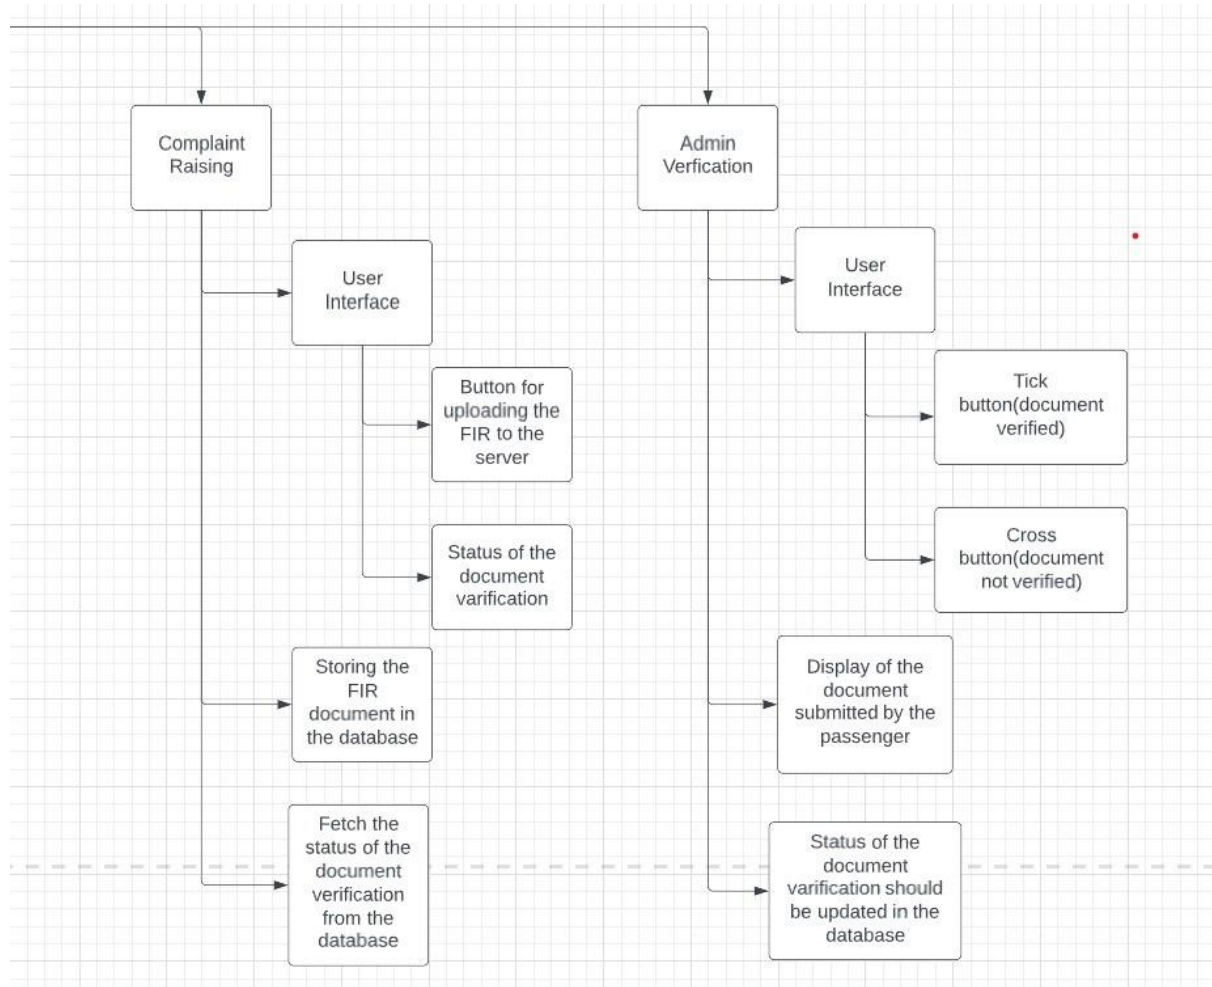 Complaint
Raising
User
Interface
Button for
uploading the
FIR to the
server
Status of the
document
varification
Storing the
FIR
document in
the database
Fetch the
status of the
document
verification
from the
database
Admin
Verfication
User
Interface
Tick
button(document
verified)
Cross
button(document
not verified)
Display of the
document
submitted by the
passenger
Status of the
document
varification should
be updated in the
database